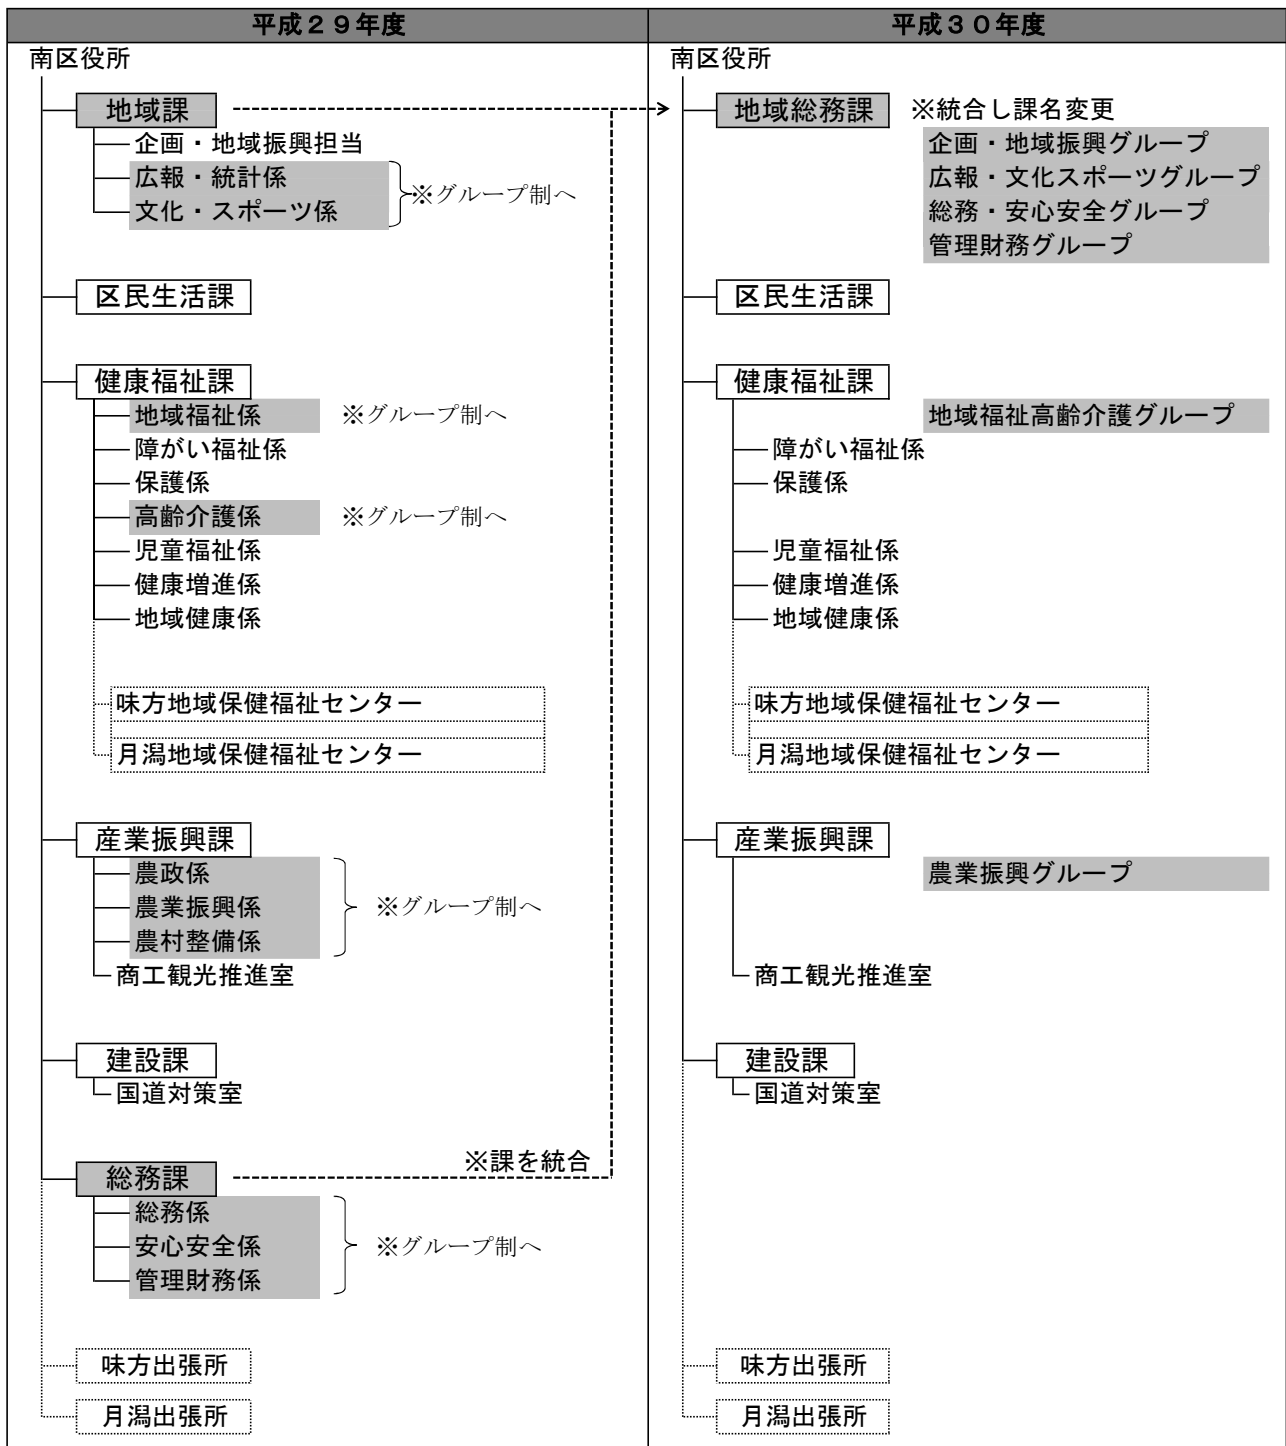 平成２９年度
南区役所
地域課
企画・地域振興担当
広報・統計係
文化・スポーツ係
※グループ制へ
区民生活課
健康福祉課
地域福祉係 ※グループ制へ
障がい福祉係
保護係
高齢介護係 ※グループ制へ
児童福祉係
健康増進係
地域健康係
味方地域保健福祉センター
月潟地域保健福祉センター
産業振興課
農政係
農業振興係 ※グループ制へ
農村整備係
商工観光推進室
建設課
国道対策室
※課を統合
総務課
総務係
安心安全係 ※グループ制へ
管理財務係
味方出張所
月潟出張所
平成３０年度
南区役所
地域総務課 ※統合し課名変更
企画・地域振興グループ
広報・文化スポーツグループ
総務・安心安全グループ
管理財務グループ
区民生活課
健康福祉課
地域福祉高齢介護グループ
障がい福祉係
保護係
児童福祉係
健康増進係
地域健康係
味方地域保健福祉センター
月潟地域保健福祉センター
産業振興課
農業振興グループ
商工観光推進室
建設課
国道対策室
味方出張所
月潟出張所